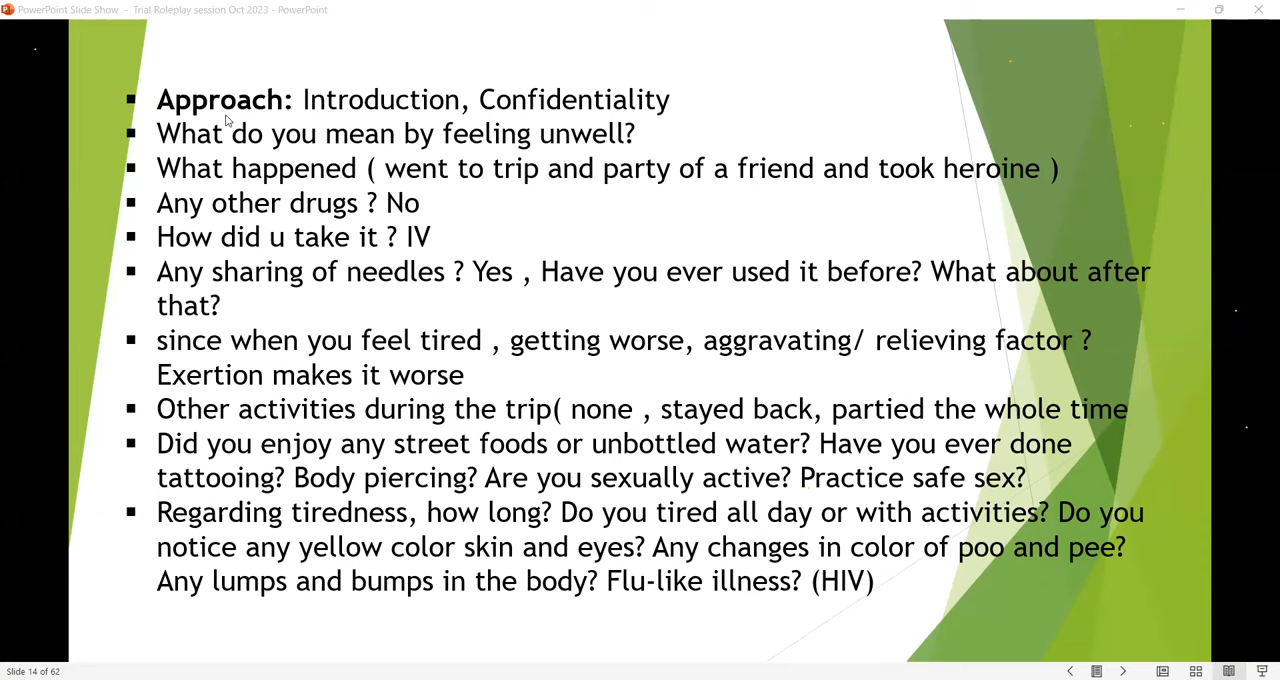 PowerPoint Slide Show - Trial Roleplay session Oct 2023 - PowerPoint
▪ Approach: Introduction, Confidentiality
▪ What do you mean by feeling unwell?
▪ What happened ( went to trip and party of a friend and took heroine )
▪ Any other drugs ? No
▪ How did u take it ? IV
▪ Any sharing of needles ? Yes , Have you ever used it before? What about after
that?
▪ since when you feel tired , getting worse, aggravating/ relieving factor ?
Exertion makes it worse
▪ Other activities during the trip( none , stayed back, partied the whole time
▪ Did you enjoy any street foods or unbottled water? Have you ever done
tattooing? Body piercing? Are you sexually active? Practice safe sex?
▪ Regarding tiredness, how long? Do you tired all day or with activities? Do you
notice any yellow color skin and eyes? Any changes in color of poo and pee?
Any lumps and bumps in the body? Flu-like illness? (HIV)
Slide 14 of 62